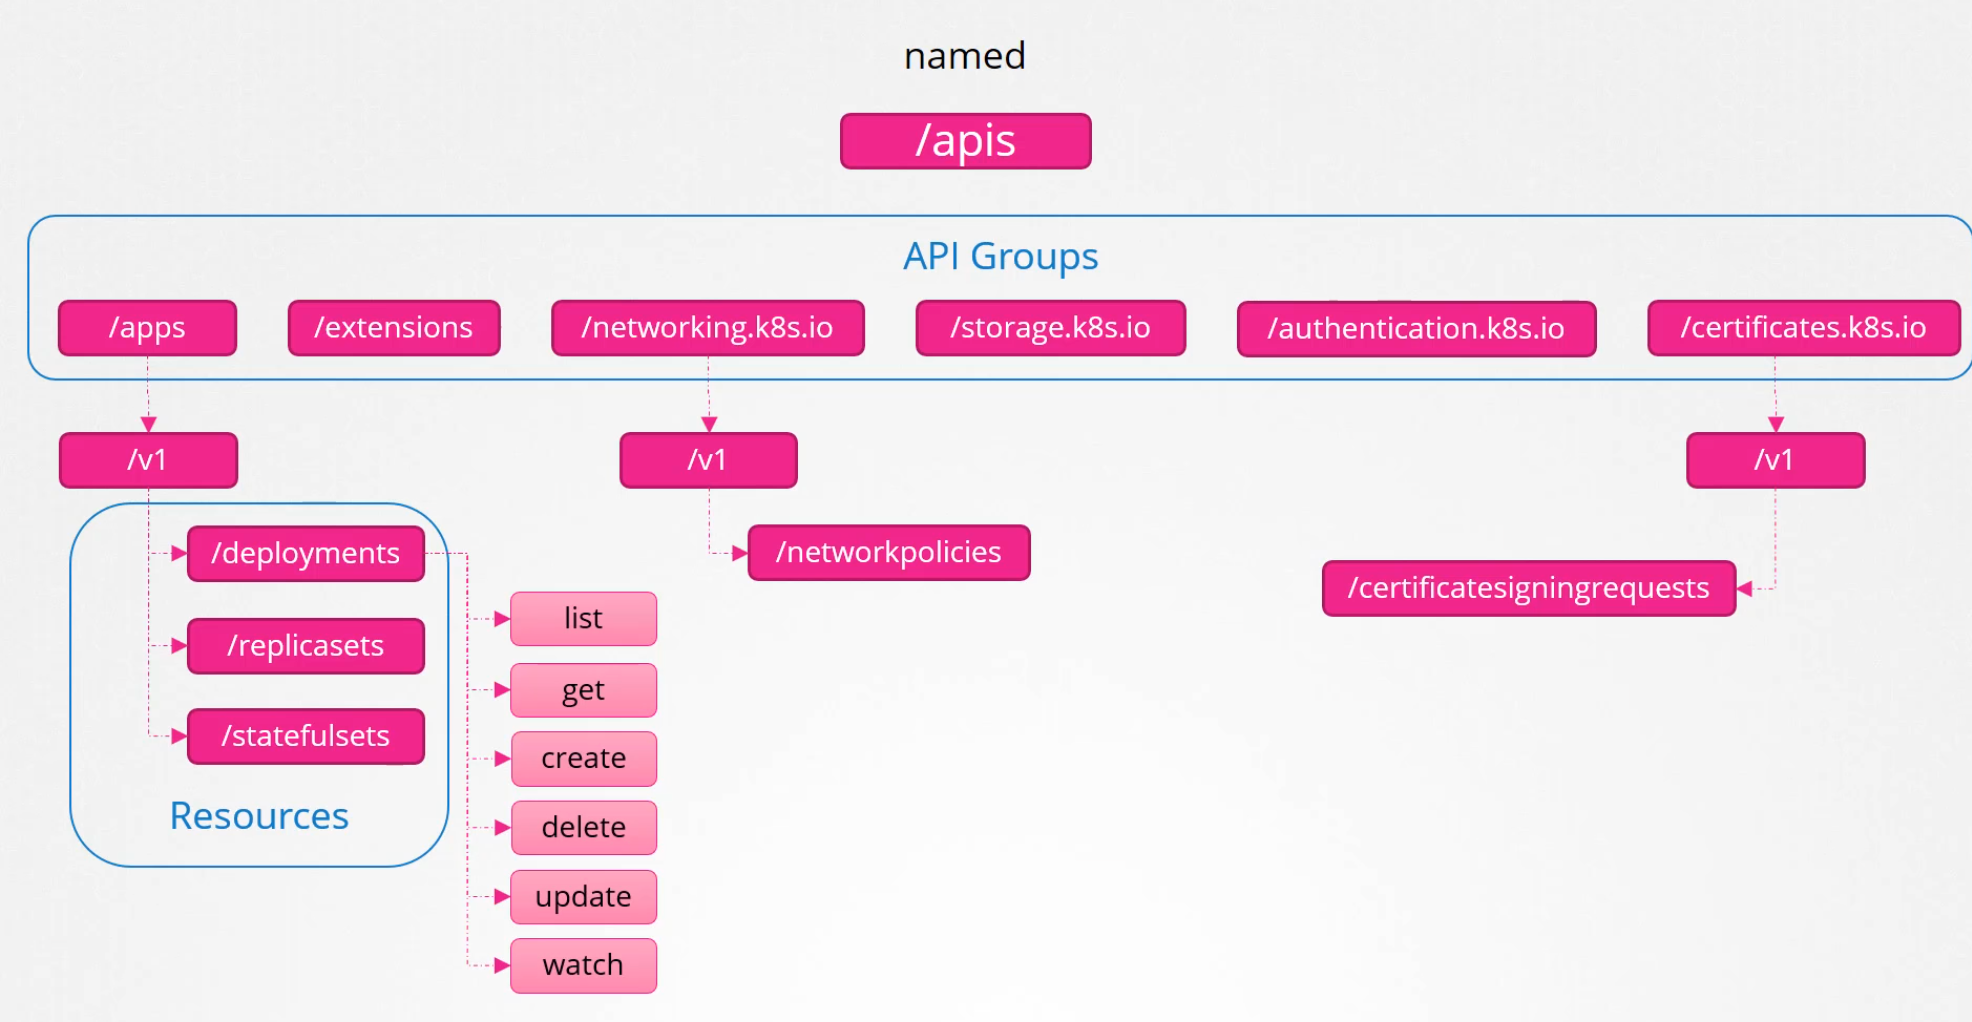 named
/apis
API Groups
/apps
/extensions
/networking.k8s.io
/storage.k8s.io
/authentication.k8s.io
/certificates.k8s.io
/v1
/v1
/v1
/deployments
/replicasets
/statefulsets
Resources
list
get
create
delete
update
watch
/networkpolicies
/certificatesigningrequests